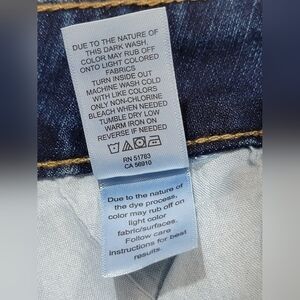 DUE TO THE NATURE OF
THIS DARK WASH,
COLOR MAY RUB OFF
ONTO LIGHT COLORED
FABRICS
TURN INSIDE OUT
MACHINE WASH COLD
WITH LIKE COLORS
ONLY NON-CHLORINE
BLEACH WHEN NEEDED
TUMBLE DRY LOW
WARM IRON ON
REVERSE IF NEEDED
RN 51783
CA 56910
Due to the nature of
the dye process,
color may rub off on
light color
fabric/surfaces.
Follow care
instructions for best
results.